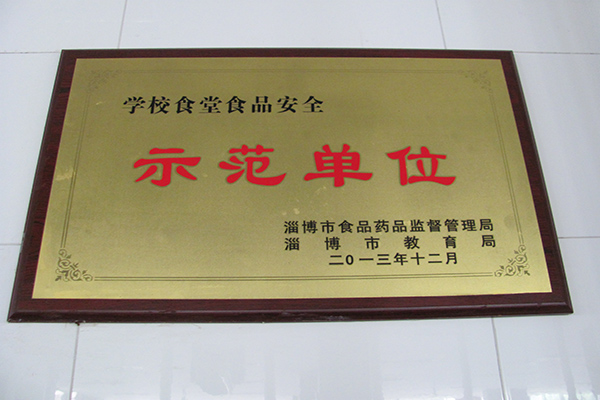 学校食堂食品安全
示范单位
淄博市食品药品监督管理局
淄博市教育局
二0一三年十二月